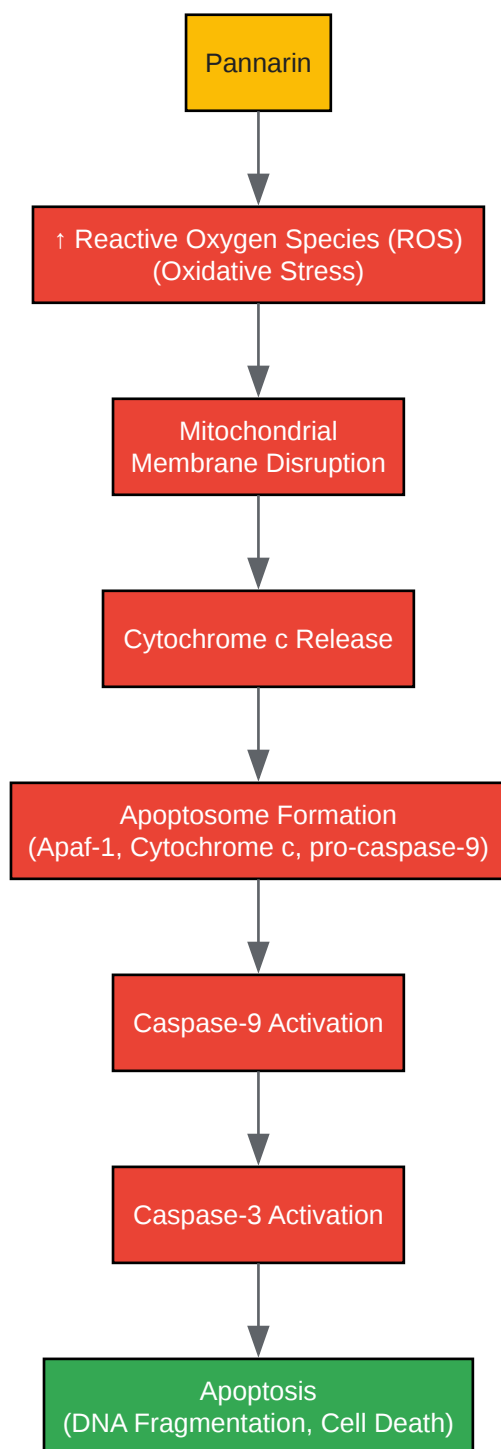 Pannarin
↑ Reactive Oxygen Species (ROS)
(Oxidative Stress)
Mitochondrial
Membrane Disruption
Cytochrome c Release
Apoptosome Formation
(Apaf-1, Cytochrome c, pro-caspase-9)
Caspase-9 Activation
Caspase-3 Activation
Apoptosis
(DNA Fragmentation, Cell Death)